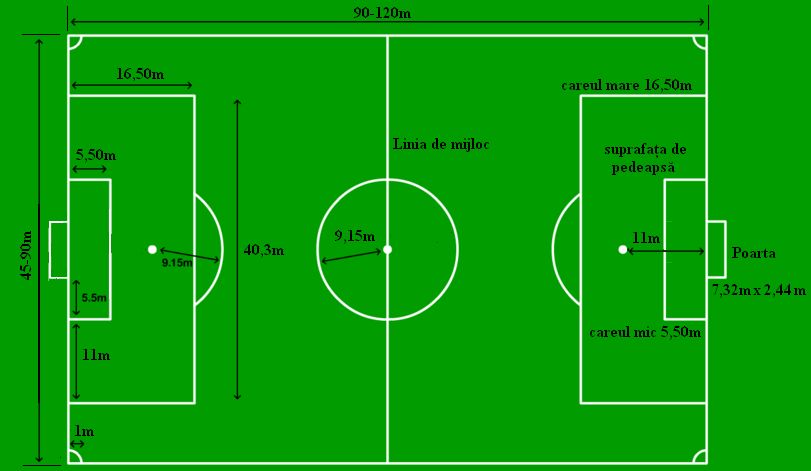 90-120m
16,50m
careul mare 16,50m
Linia de mijloc
5,50m
suprafața de
pedeapsă
45-90m
9.15m
40,3m
9,15m
11m
Poarta
5.5m
7,32m x 2,44 m
careul mic 5,50m
11m
1m